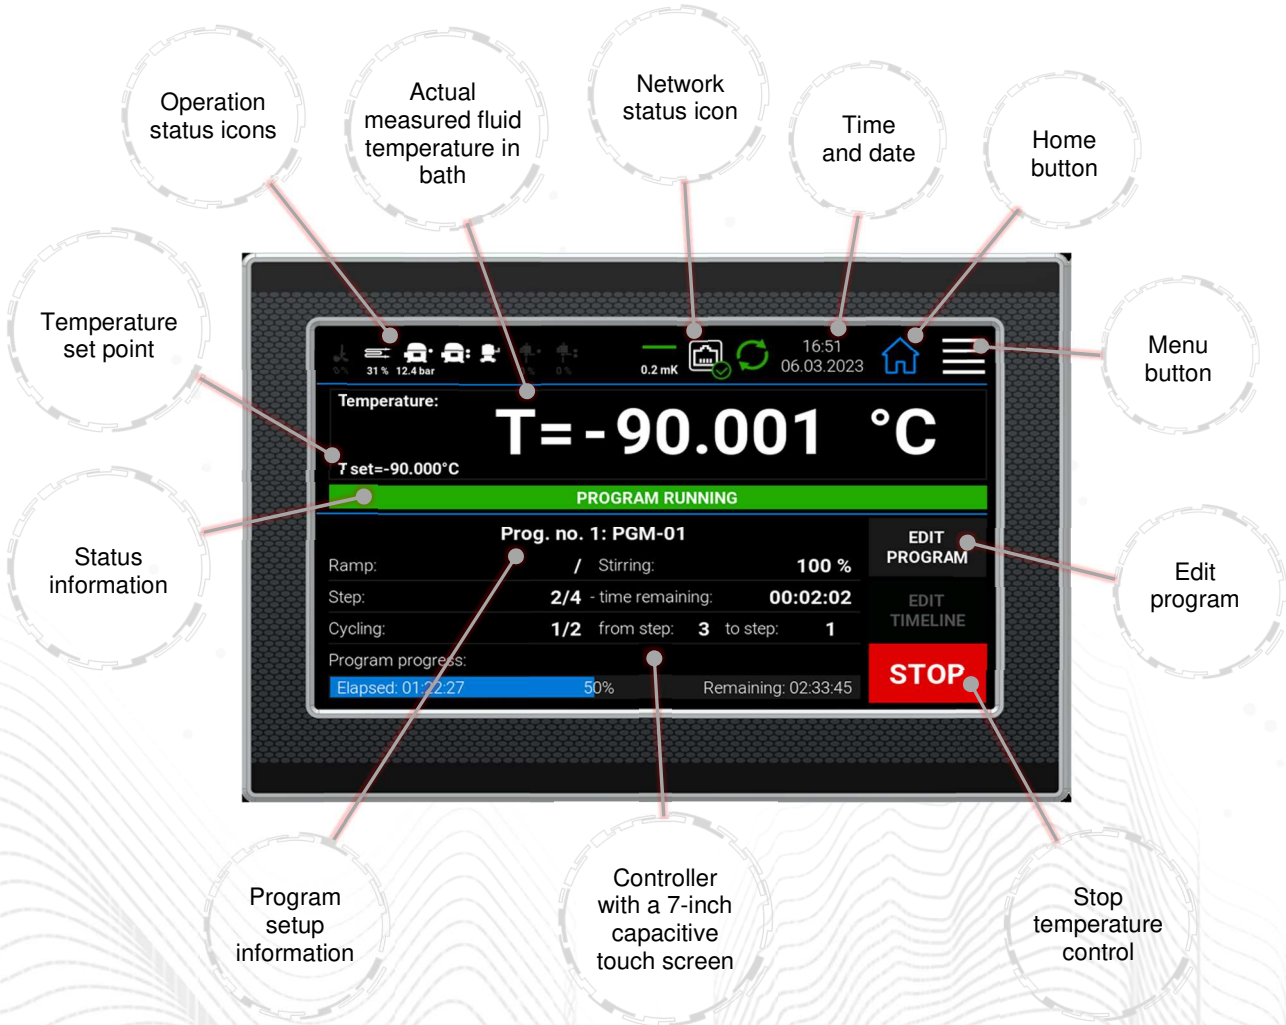 Operation
status icons
Actual
measured fluid
temperature in
bath
Network
status icon
Time
and date
Home
button
Temperature
set point
Menu
button
Status
information
Edit
program
31 % 12.4 bar
0 %
0.2 mK
16:51
06.03.2023
Temperature:
T=-90.001 °C
T set=-90.000°C
PROGRAM RUNNING
Prog. no. 1: PGM-01
Ramp: / Stirring: 100 %
Step: 2/4 - time remaining: 00:02:02
Cycling: 1/2 from step: 3 to step: 1
Program progress:
Elapsed: 01:22:27 50% Remaining: 02:33:45
EDIT
PROGRAM
EDIT
TIMELINE
STOP
Program
setup
information
Controller
with a 7-inch
capacitive
touch screen
Stop
temperature
control